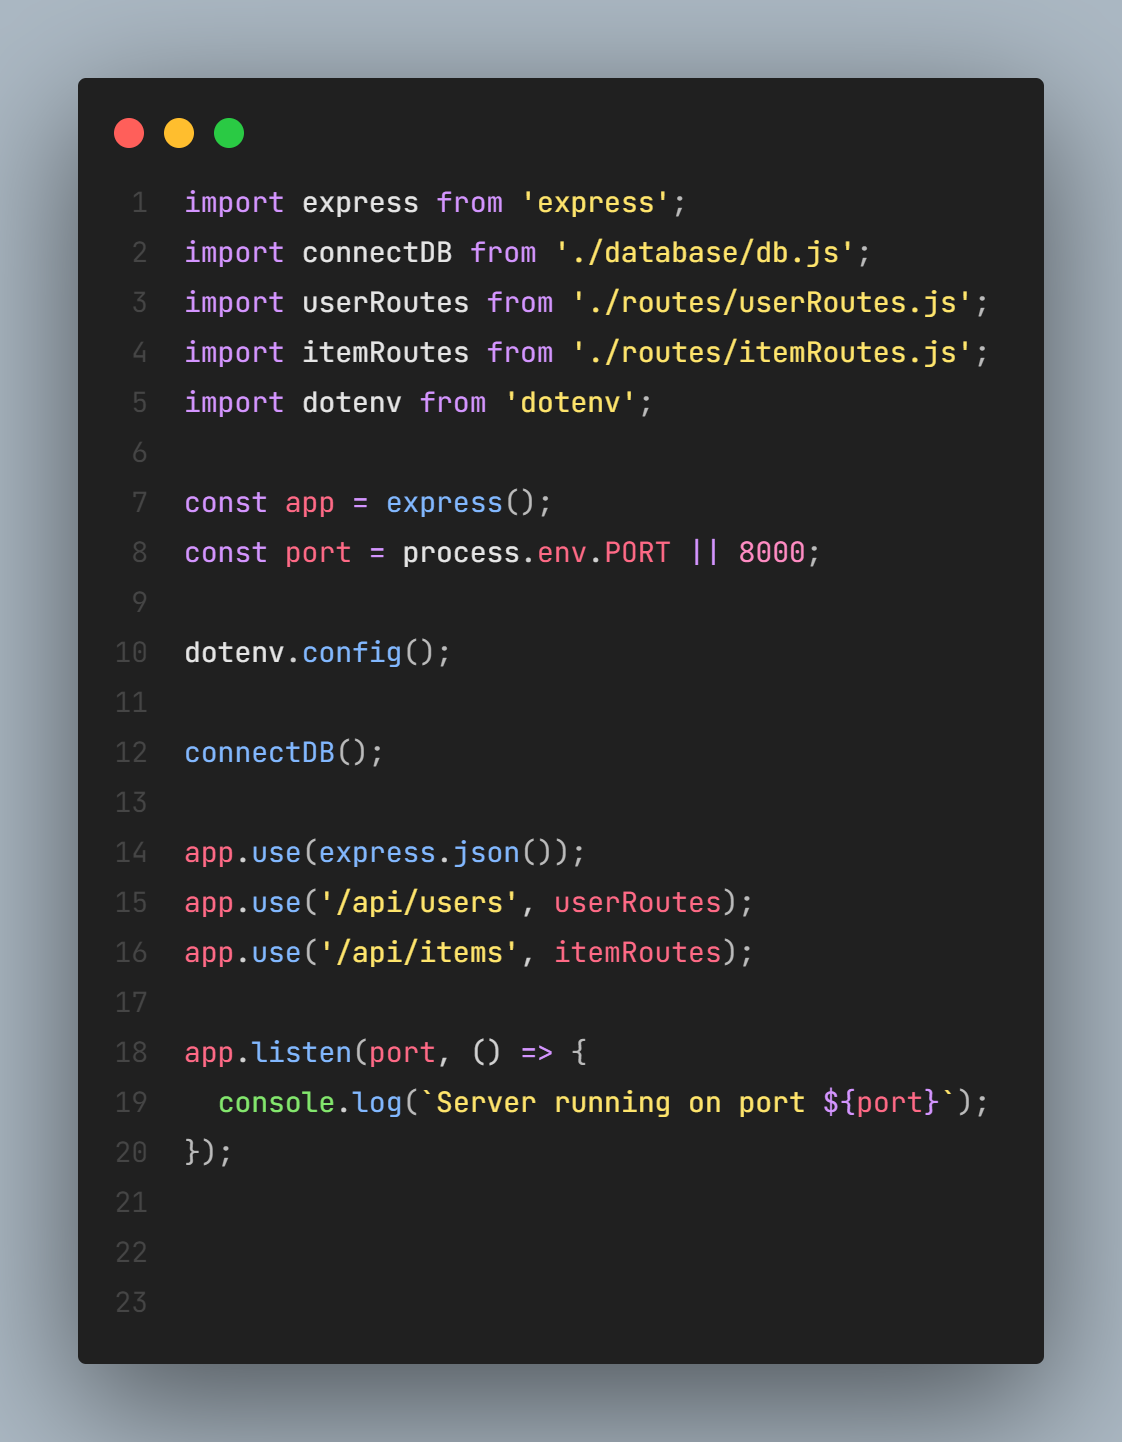 1 import express from 'express';
2 import connectDB from './database/db.js';
3 import userRoutes from './routes/userRoutes.js';
4 import itemRoutes from './routes/itemRoutes.js';
5 import dotenv from 'dotenv';
6
7 const app = express();
8 const port = process.env.PORT || 8000;
9
10 dotenv.config();
11
12 connectDB();
13
14 app.use(express.json());
15 app.use('/api/users', userRoutes);
16 app.use('/api/items', itemRoutes);
17
18 app.listen(port, () => {
19   console.log(`Server running on port ${port}`);
20 });
21
22
23